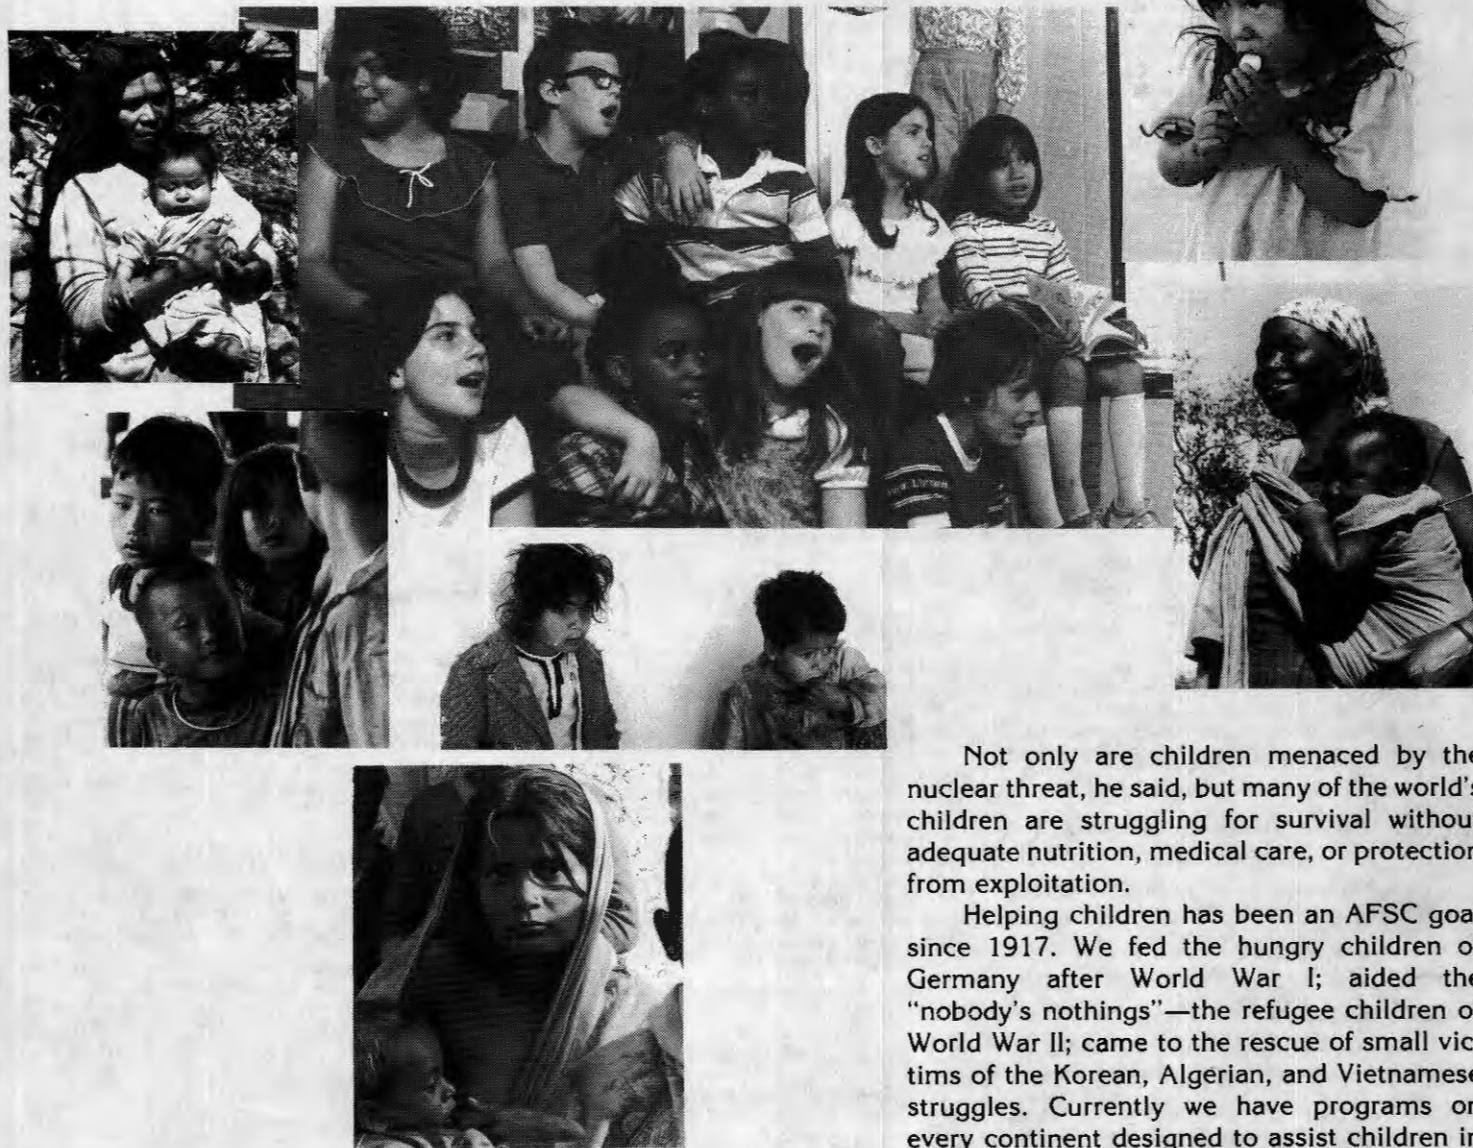 Not only are children menaced by the
nuclear threat, he said, but many of the world's
children are struggling for survival withou
adequate nutrition, medical care, or protection
from exploitation.
Helping children has been an AFSC goa
since 1917. We fed the hungry children o
Germany after World War I; aided the
"nobody's nothings"—the refugee children o
World War II; came to the rescue of small vic
tims of the Korean, Algerian, and Vietnamese
struggles. Currently we have programs on
every continent designed to assist children in